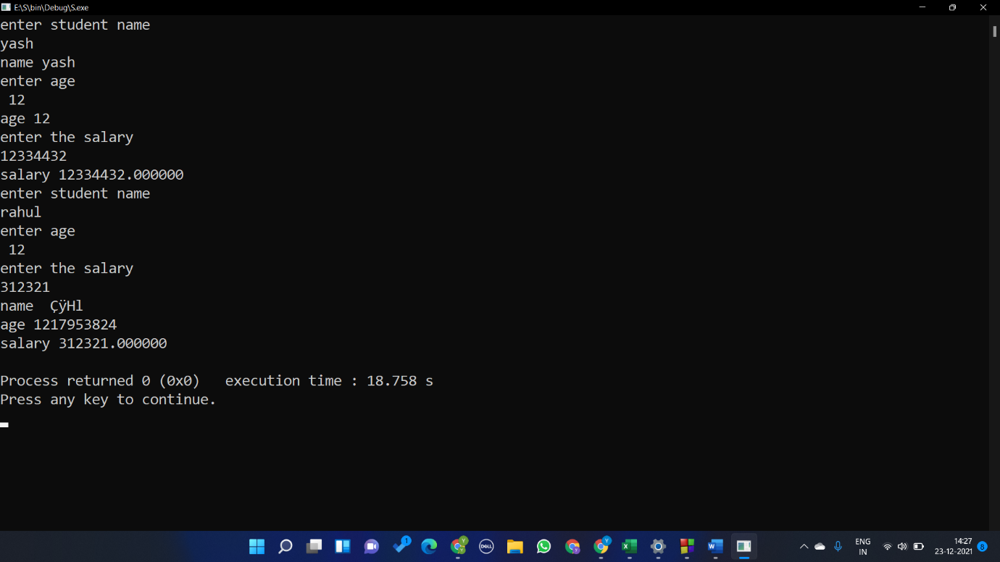 E:\S\bin\Debug\S.exe
enter student name
yash
name yash
enter age
 12
age 12
enter the salary
12334432
salary 12334432.000000
enter student name
rahul
enter age
 12
enter the salary
312321
name  ÇÿHl
age 1217953824
salary 312321.000000
Process returned 0 (0x0)   execution time : 18.758 s
Press any key to continue.
1
Y
DELL
Y
Y
X
W
ENG
IN
14:27
23-12-2021
8